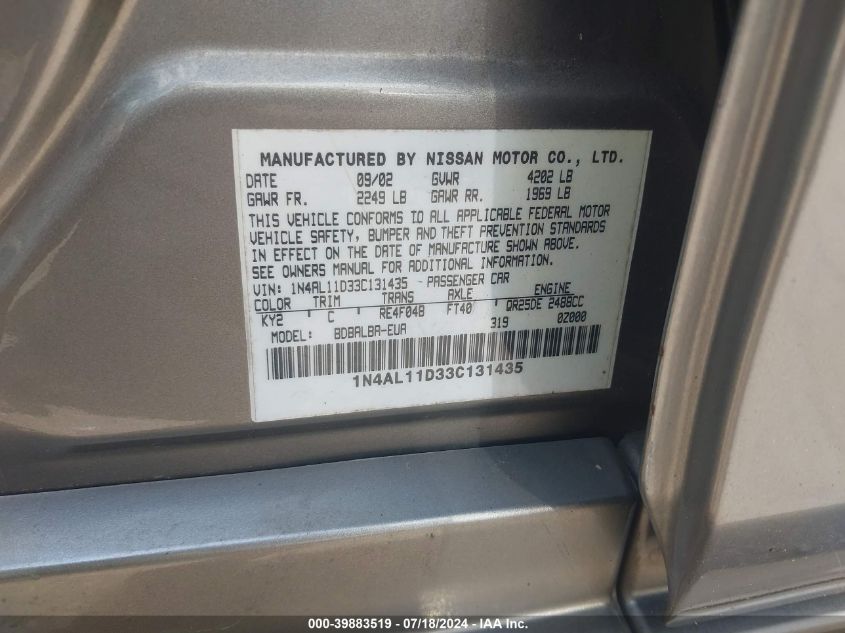 MANUFACTURED BY NISSAN MOTOR CO., LTD.
DATE 09/02 GVWR 4202 LB
GAWR FR. 2249 LB GAWR RR. 1969 LB
THIS VEHICLE CONFORMS TO ALL APPLICABLE FEDERAL MOTOR
VEHICLE SAFETY, BUMPER AND THEFT PREVENTION STANDARDS
IN EFFECT ON THE DATE OF MANUFACTURE SHOWN ABOVE.
SEE OWNERS MANUAL FOR ADDITIONAL INFORMATION.
VIN: 1N4AL11D33C131435 - PASSENGER CAR
COLOR TRIM TRANS AXLE ENGINE
KY2 C RE4F04B FT40 QR25DE 2488CC
MODEL: BDBALBA-EUA 319 0Z000
1N4AL11D33C131435
000-39883519 / 07/18/2024 - © IAA Inc.